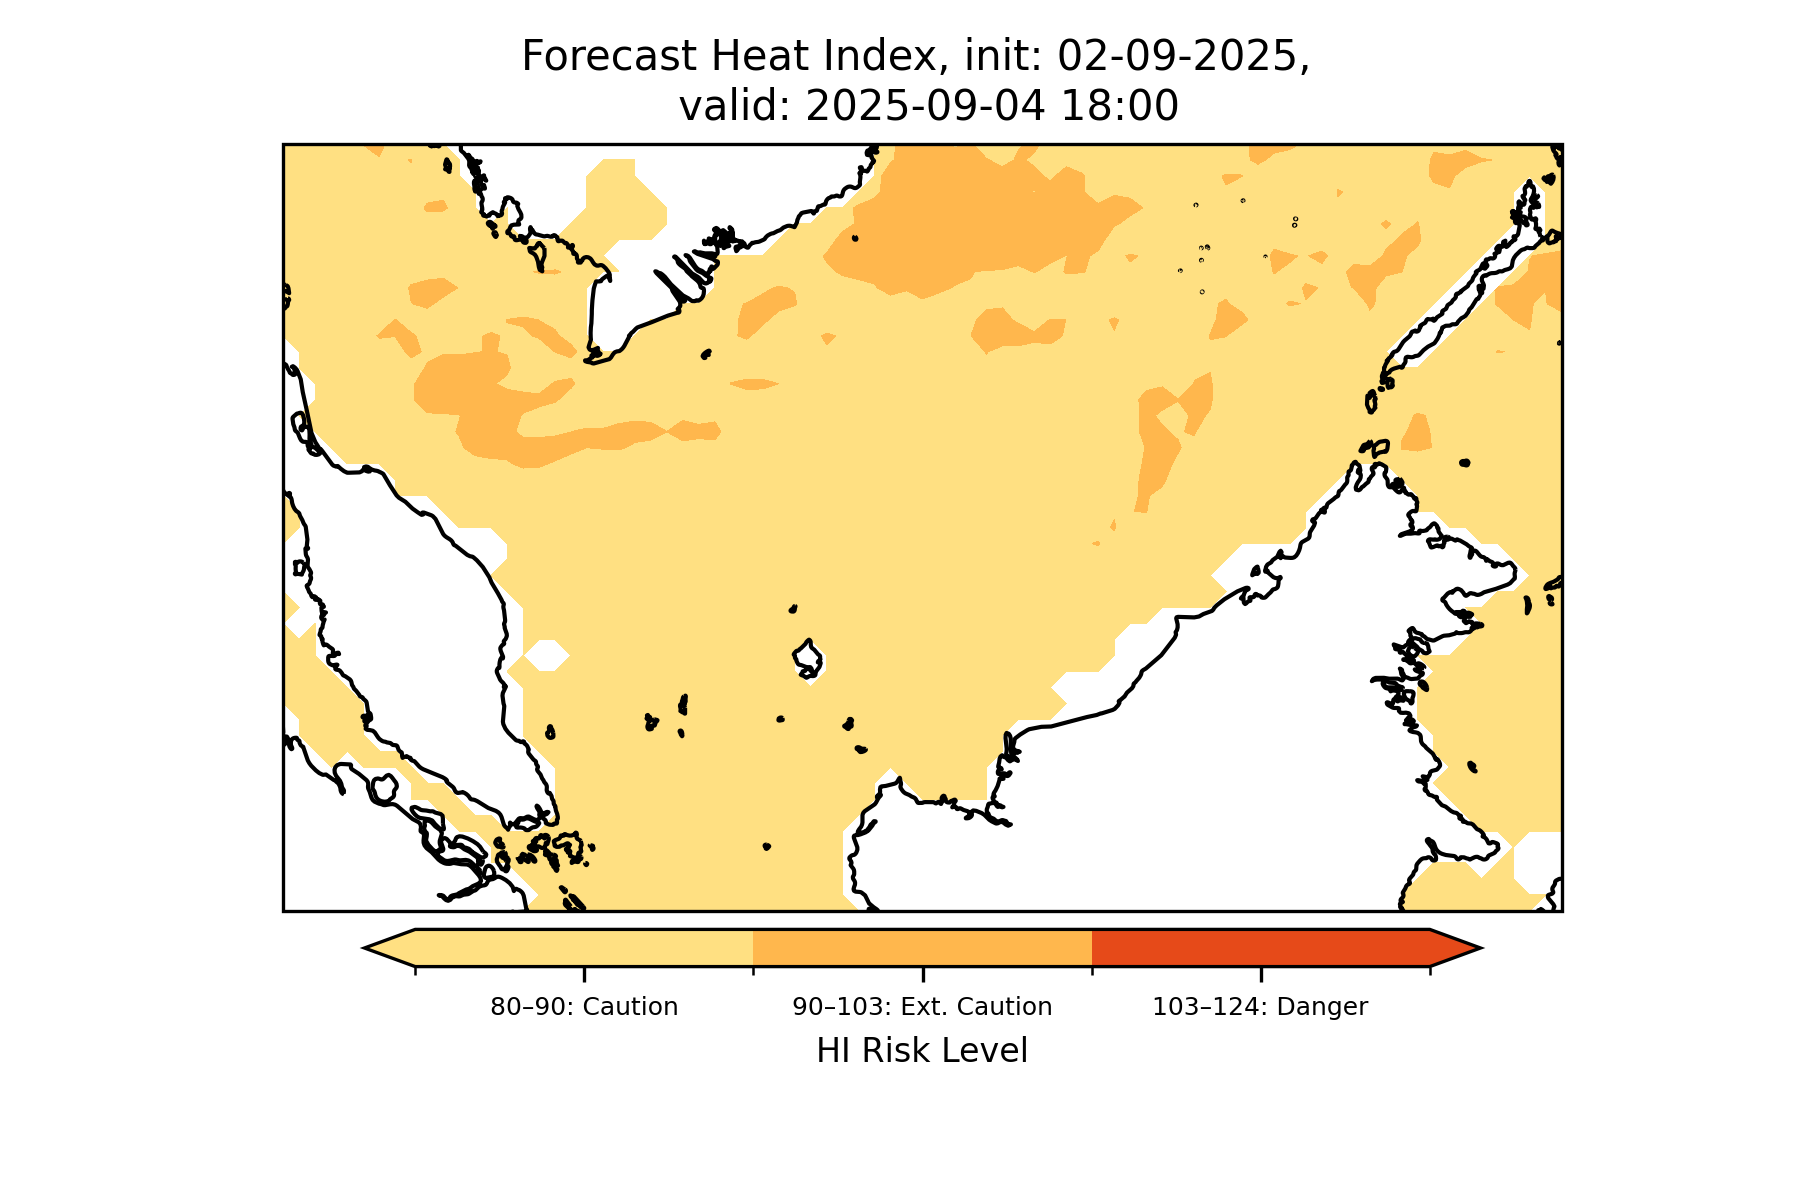 Forecast Heat Index, init: 02-09-2025,
valid: 2025-09-04 18:00
80–90: Caution
90–103: Ext. Caution
103–124: Danger
HI Risk Level